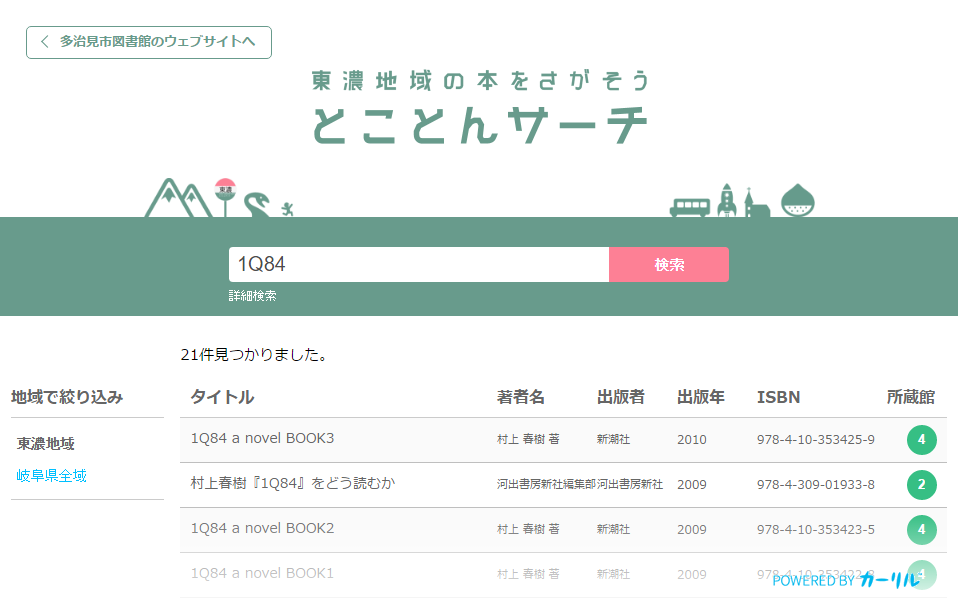 多治見市図書館のウェブサイトへ
東濃地域の本をさがそう
とことんサーチ
東濃
1Q84 検索
詳細検索
21件見つかりました。
地域で絞り込み
東濃地域
岐阜県全域
タイトル 著者名 出版者 出版年 ISBN 所蔵館
1Q84 a novel BOOK3 村上 春樹 著 新潮社 2010 978-4-10-353425-9 4
村上春樹『1Q84』をどう読むか 河出書房新社編集部 河出書房新社 2009 978-4-309-01933-8 2
1Q84 a novel BOOK2 村上 春樹 著 新潮社 2009 978-4-10-353423-5 4
1Q84 a novel BOOK1 村上 春樹 著 新潮社 2009 978-4-10-353422-8 4
POWERED BY カーリル